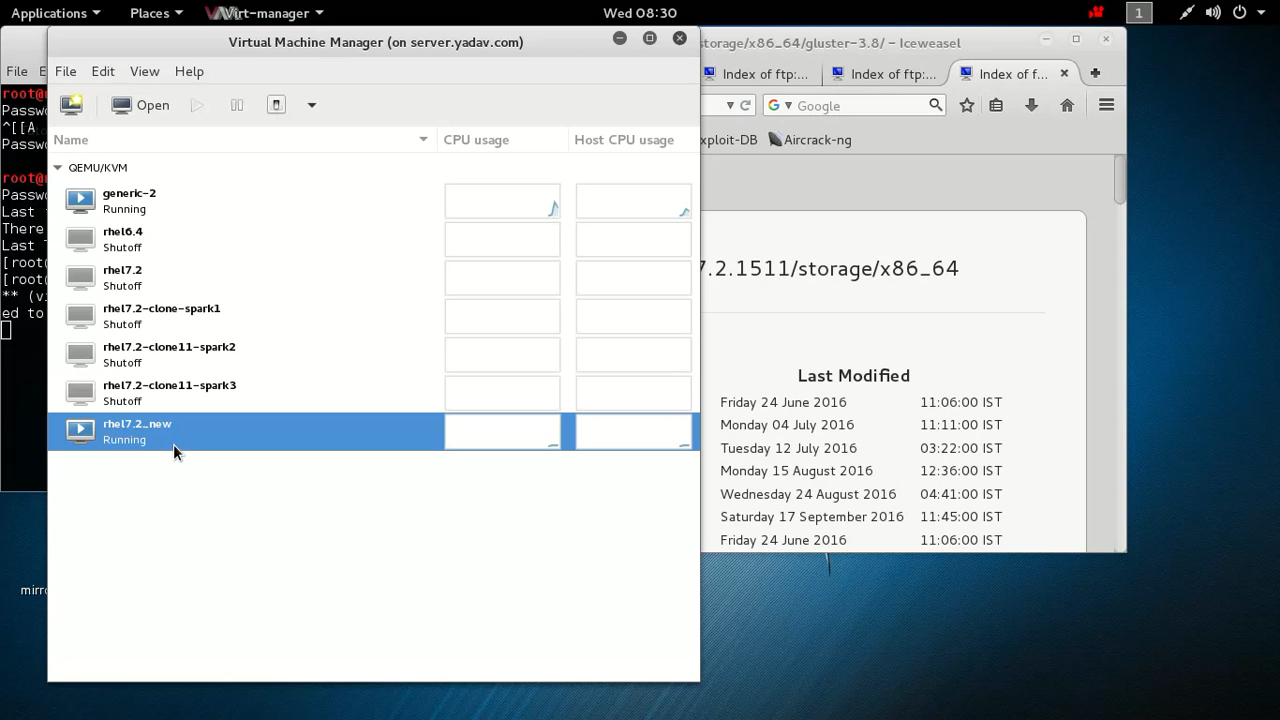 Applications
Places
Virt-manager
Wed 08:30
1
Virtual Machine Manager (on server.yadav.com)
File Edit View Help
Open
Name
CPU usage
Host CPU usage
QEMU/KVM
generic-2
Running
rhel6.4
Shutoff
rhel7.2
Shutoff
rhel7.2-clone-spark1
Shutoff
rhel7.2-clone11-spark2
Shutoff
rhel7.2-clone11-spark3
Shutoff
rhel7.2_new
Running
File
root@
Passwo
^[[A
Passwo
root@
Passwo
Last
There
Last
[root@
[root@
** (vi
ed to
mirro
storage/x86_64/gluster-3.8/ - Iceweasel
Index of ftp:...
Index of ftp:...
Index of f...
Google
xploit-DB
Aircrack-ng
7.2.1511/storage/x86_64
Last Modified
Friday 24 June 2016 11:06:00 IST
Monday 04 July 2016 11:11:00 IST
Tuesday 12 July 2016 03:22:00 IST
Monday 15 August 2016 12:36:00 IST
Wednesday 24 August 2016 04:41:00 IST
Saturday 17 September 2016 11:45:00 IST
Friday 24 June 2016 11:06:00 IST